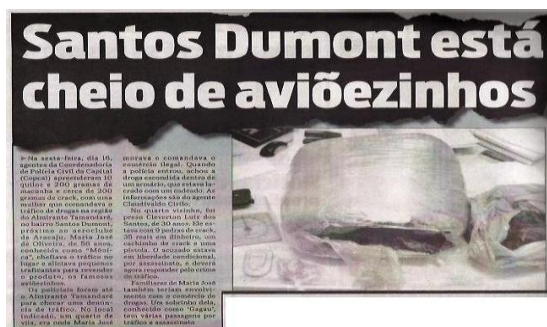 Santos Dumont está
cheio de aviõezinhos
Na sexta-feira, dia 16,
agentes da Coordenadoria
de Polícia Civil da Capital
(Copcal) apreenderam 10
quilos e 200 gramas de
maconha e cerca de 200
gramas de crack, com uma
mulher que comandava o
tráfico de drogas na região
do Almirante Tamandaré,
no bairro Santos Dumont,
próximo ao aeroclube
de Aracaju. Maria José
de Oliveira, de 56 anos,
conhecida como "Môni-
ca", chefiava o tráfico no
lugar e aliciava pequenos
traficantes para revender
o produto, os famosos
aviõezinhos.
Os policiais foram até
o Almirante Tamandaré
para checar uma denún-
cia de tráfico. No local
indicado, um quarto de
vila, era onde Maria José
morava e comandava o
comércio ilegal. Quando
a polícia entrou, achou a
droga escondida dentro de
um armário, que estava la-
crado com um cadeado. As
informações são do agente
Claudivaldo Cirilo.
No quarto vizinho, foi
preso Cleverton Luiz dos
Santos, de 30 anos. Ele es-
tava com 9 pedras de crack,
35 reais em dinheiro, um
cachimbo de crack e uma
pistola. O acusado estava
em liberdade condicional,
por assassinato, e deverá
agora responder pelo crime
de tráfico.
Familiares de Maria José
também teriam envolvi-
mento com o comércio de
drogas. Um sobrinho dela,
conhecido como "Gagau",
tem várias passagens por
tráfico e assassinato